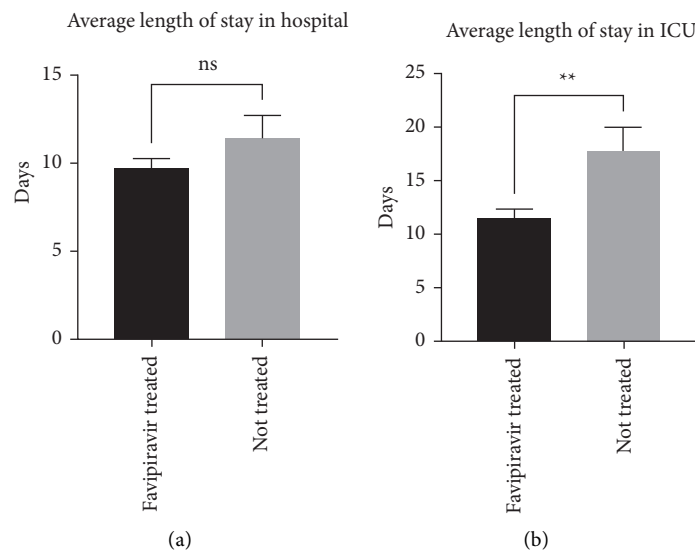 Average length of stay in hospital
15
ns
10
Days
5
0
Favipiravir treated
Not treated
(a)
Average length of stay in ICU
25
**
20
15
Days
10
5
0
Favipiravir treated
Not treated
(b)